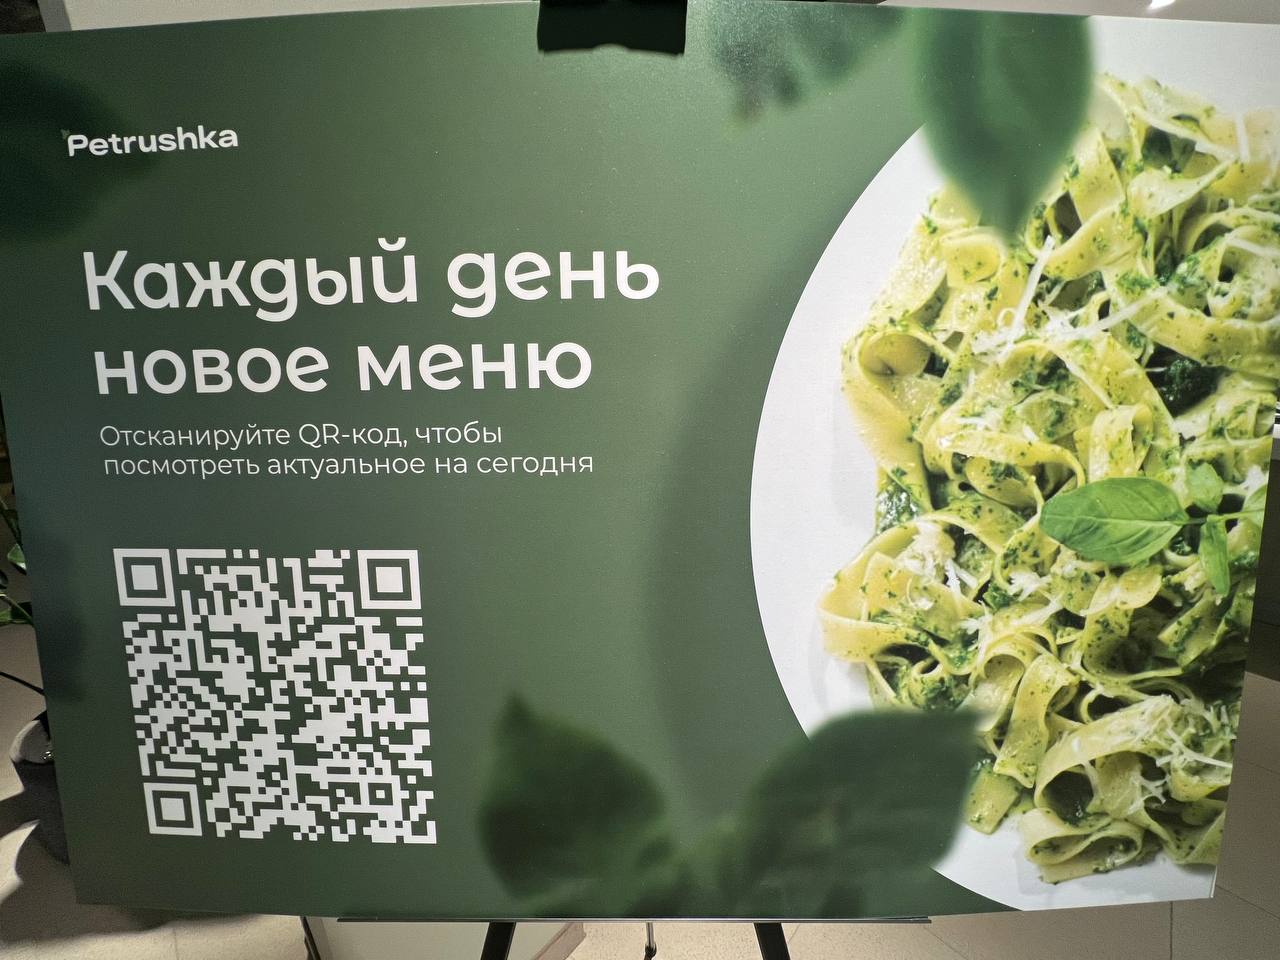 Petrushka
Каждый день
новое меню
Отсканируйте QR-код, чтобы
посмотреть актуальное на сегодня